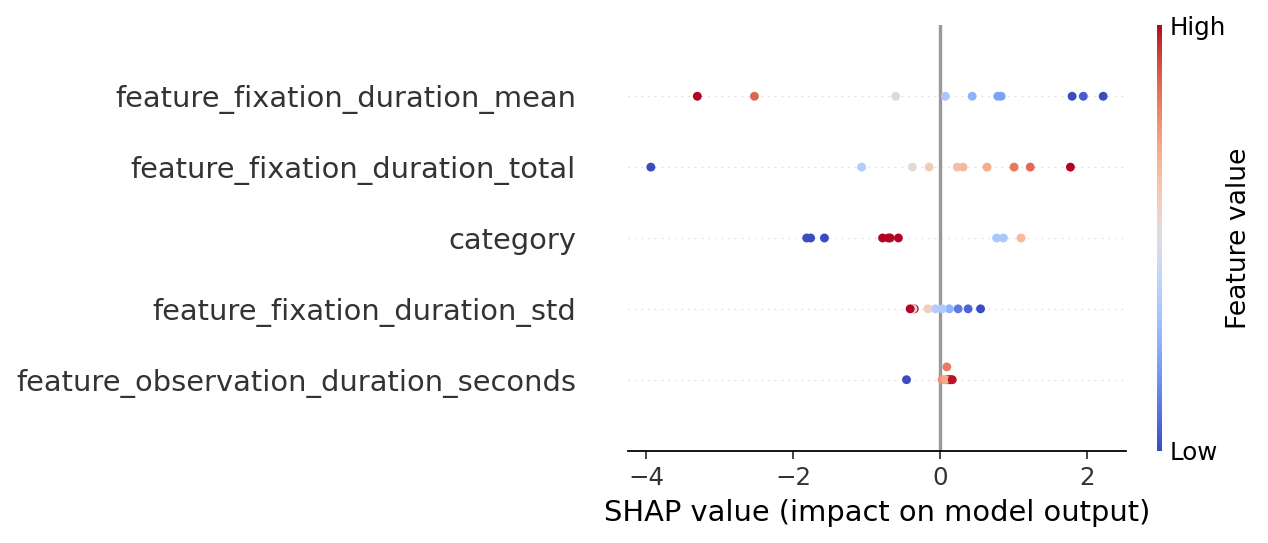 High
feature_fixation_duration_mean
feature_fixation_duration_total
category
feature_fixation_duration_std
feature_observation_duration_seconds
Feature value
Low
−4 −2 0 2
SHAP value (impact on model output)